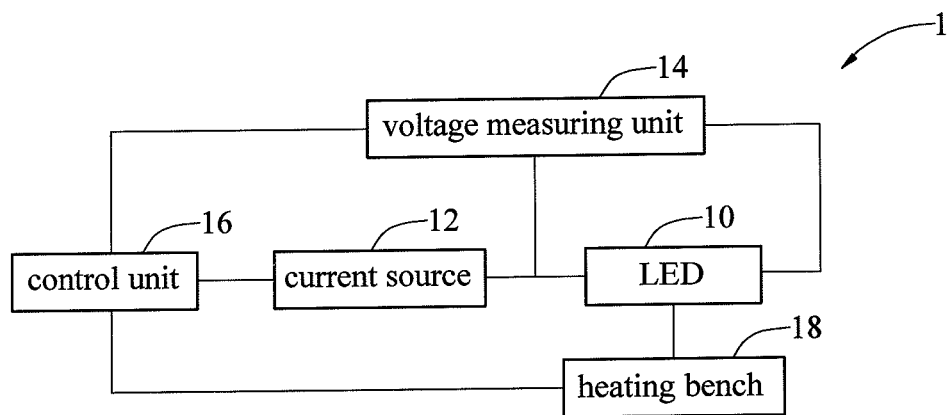 1
14
voltage measuring unit
16
12
10
control unit
current source
LED
18
heating bench